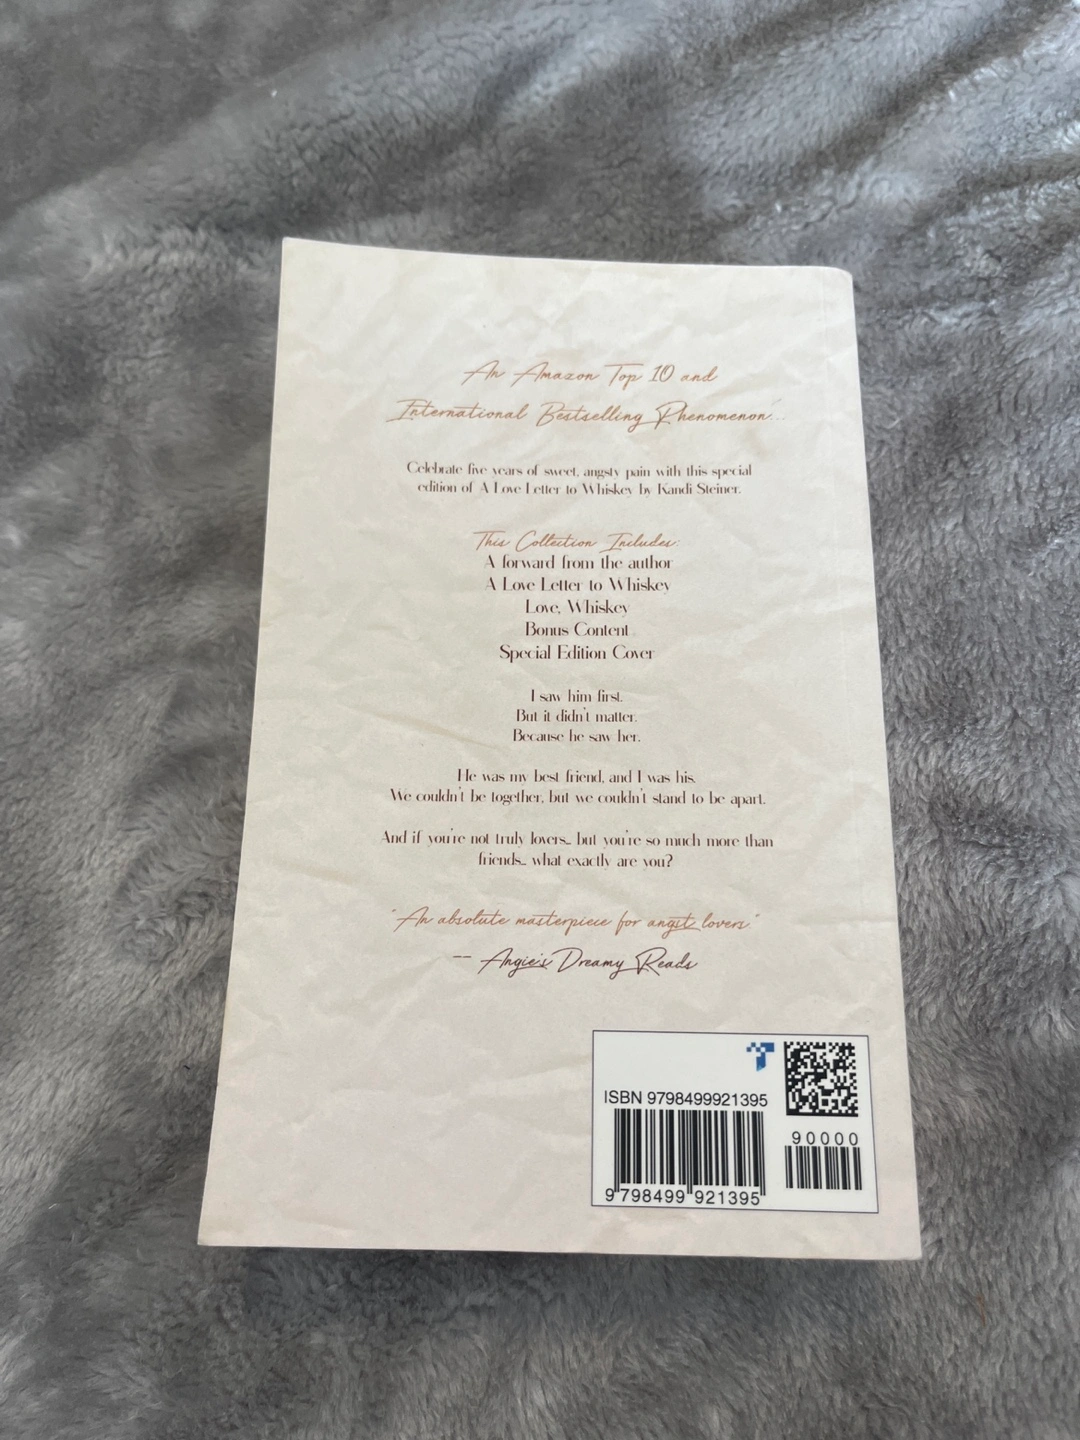 An Amazon Top 10 and
International Bestselling Phenomenon...
Celebrate five years of sweet, angsty pain with this special
edition of A Love Letter to Whiskey by Kandi Steiner.
This Collection Includes:
A forward from the author
A Love Letter to Whiskey
Love, Whiskey
Bonus Content
Special Edition Cover
I saw him first.
But it didn't matter.
Because he saw her.
He was my best friend, and I was his.
We couldn't be together, but we couldn't stand to be apart.
And if you're not truly lovers... but you're so much more than
friends... what exactly are you?
"An absolute masterpiece for angst lovers"
-- Angie's Dreamy Reads
ISBN 9798499921395
90000
9 798499 921395